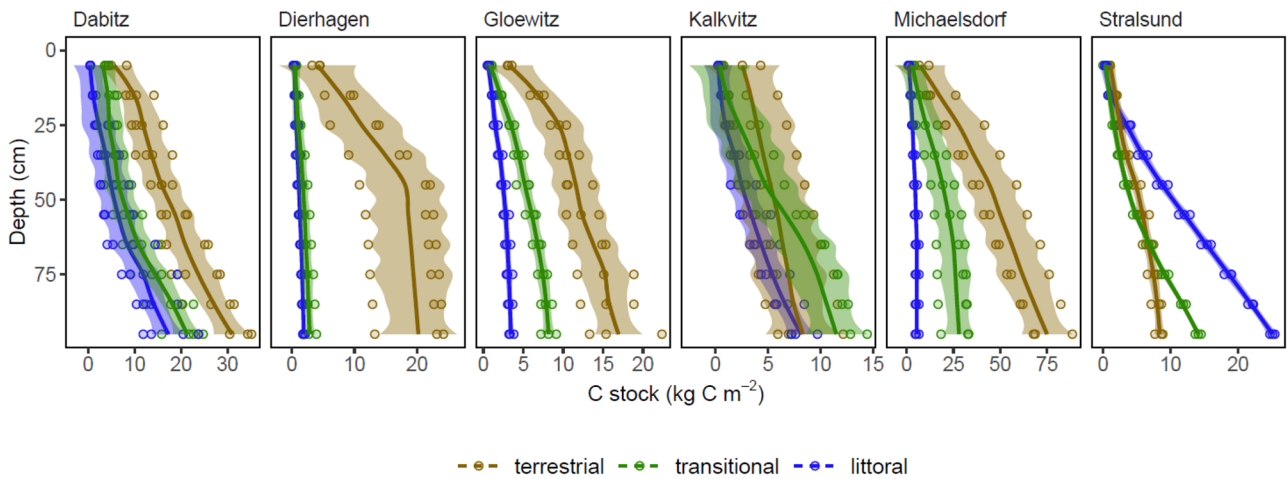 Dabitz Dierhagen Gloewitz Kalkvitz Michaelsdorf Stralsund
0
25
50
75
Depth (cm)
0 10 20 30 0 10 20 0 5 10 15 20 0 5 10 15 0 25 50 75 0 10 20
C stock (kg C m⁻²)
terrestrial transitional littoral